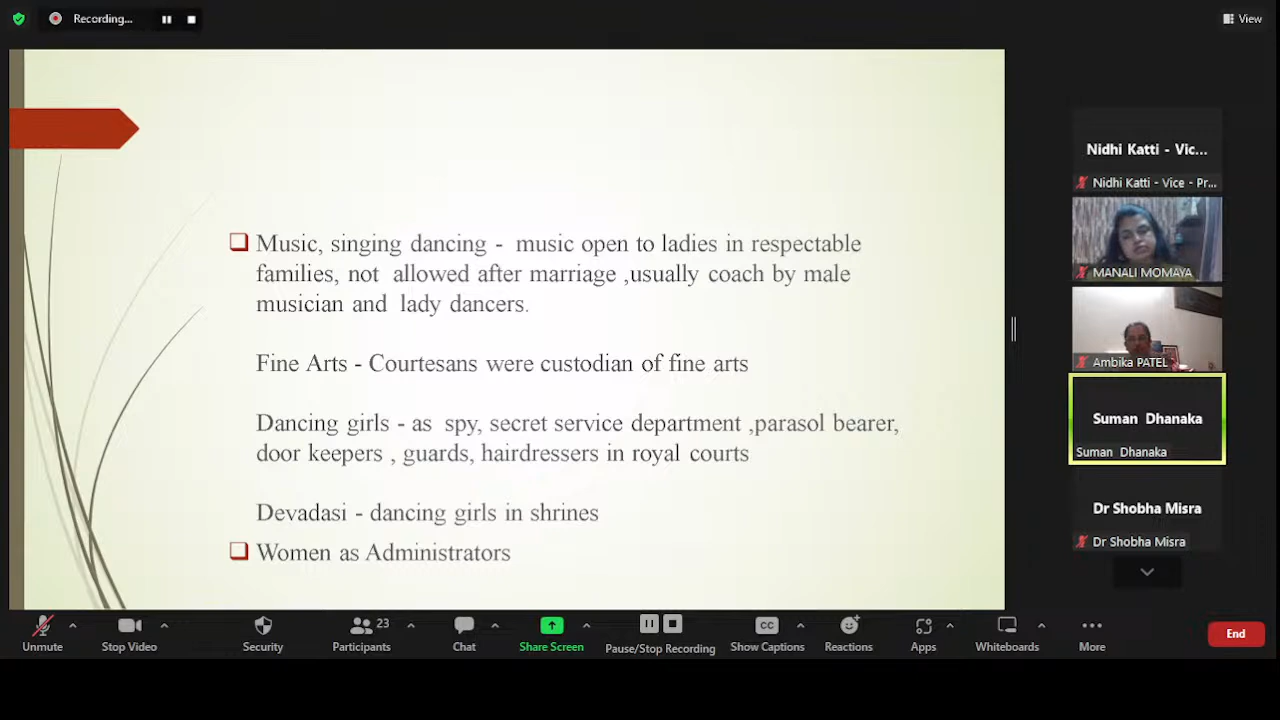 Recording...
View
Music, singing dancing - music open to ladies in respectable
families, not allowed after marriage ,usually coach by male
musician and lady dancers.
Fine Arts - Courtesans were custodian of fine arts
Dancing girls - as spy, secret service department ,parasol bearer,
door keepers , guards, hairdressers in royal courts
Devadasi - dancing girls in shrines
Women as Administrators
Nidhi Katti - Vic...
Nidhi Katti - Vice - Pr...
MANALI MOMAYA
Ambika PATEL
Suman Dhanaka
Suman Dhanaka
Dr Shobha Misra
Dr Shobha Misra
Unmute
Stop Video
Security
Participants
23
Chat
Share Screen
Pause/Stop Recording
CC
Show Captions
Reactions
Apps
Whiteboards
More
End